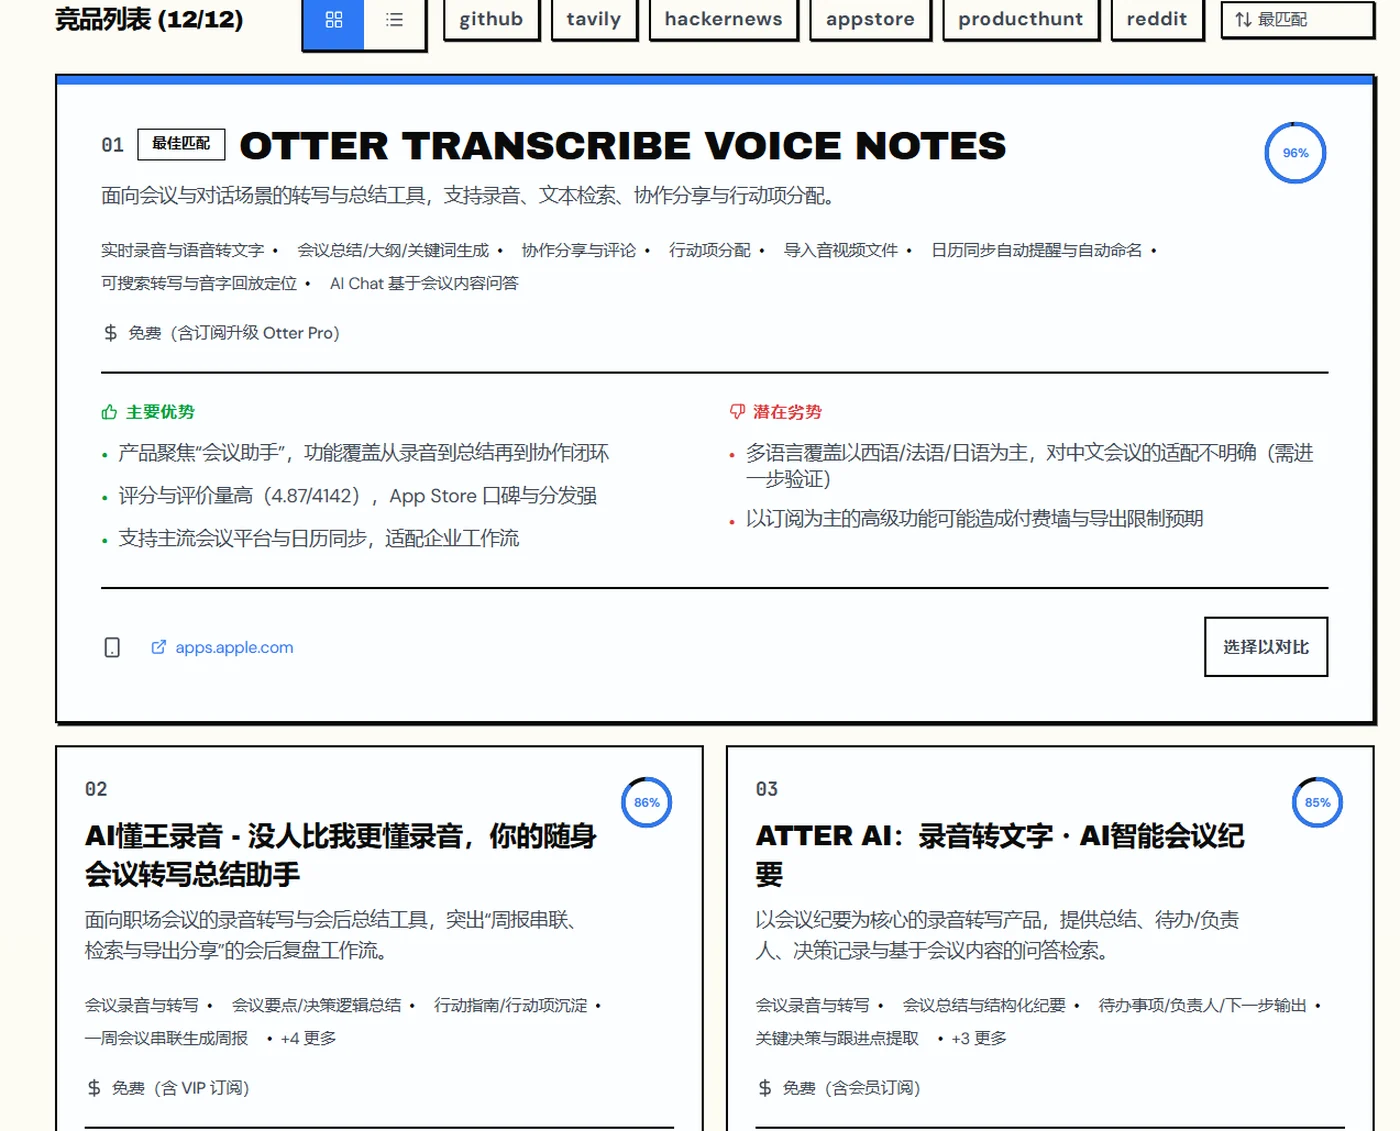 竞品列表 (12/12)
github
tavily
hackernews
appstore
producthunt
reddit
最匹配
01 最佳匹配 OTTER TRANSCRIBE VOICE NOTES
96%
面向会议与对话场景的转写与总结工具，支持录音、文本检索、协作分享与行动项分配。
实时录音与语音转文字 • 会议总结/大纲/关键词生成 • 协作分享与评论 • 行动项分配 • 导入音视频文件 • 日历同步自动提醒与自动命名 •
可搜索转写与音字回放定位 • AI Chat 基于会议内容问答
$ 免费（含订阅升级 Otter Pro）
主要优势
• 产品聚焦“会议助手”，功能覆盖从录音到总结再到协作闭环
• 评分与评价量高（4.87/4142），App Store 口碑与分发强
• 支持主流会议平台与日历同步，适配企业工作流
潜在劣势
• 多语言覆盖以西语/法语/日语为主，对中文会议的适配不明确（需进
一步验证）
• 以订阅为主的高级功能可能造成付费墙与导出限制预期
apps.apple.com
选择以对比
02
86%
AI懂王录音 - 没人比我更懂录音，你的随身
会议转写总结助手
面向职场会议的录音转写与会后总结工具，突出“周报串联、
检索与导出分享”的会后复盘工作流。
会议录音与转写 • 会议要点/决策逻辑总结 • 行动指南/行动项沉淀 •
一周会议串联生成周报 • +4 更多
$ 免费（含 VIP 订阅）
03
85%
ATTER AI：录音转文字 · AI智能会议纪
要
以会议纪要为核心的录音转写产品，提供总结、待办/负责
人、决策记录与基于会议内容的问答检索。
会议录音与转写 • 会议总结与结构化纪要 • 待办事项/负责人/下一步输出 •
关键决策与跟进点提取 • +3 更多
$ 免费（含会员订阅）